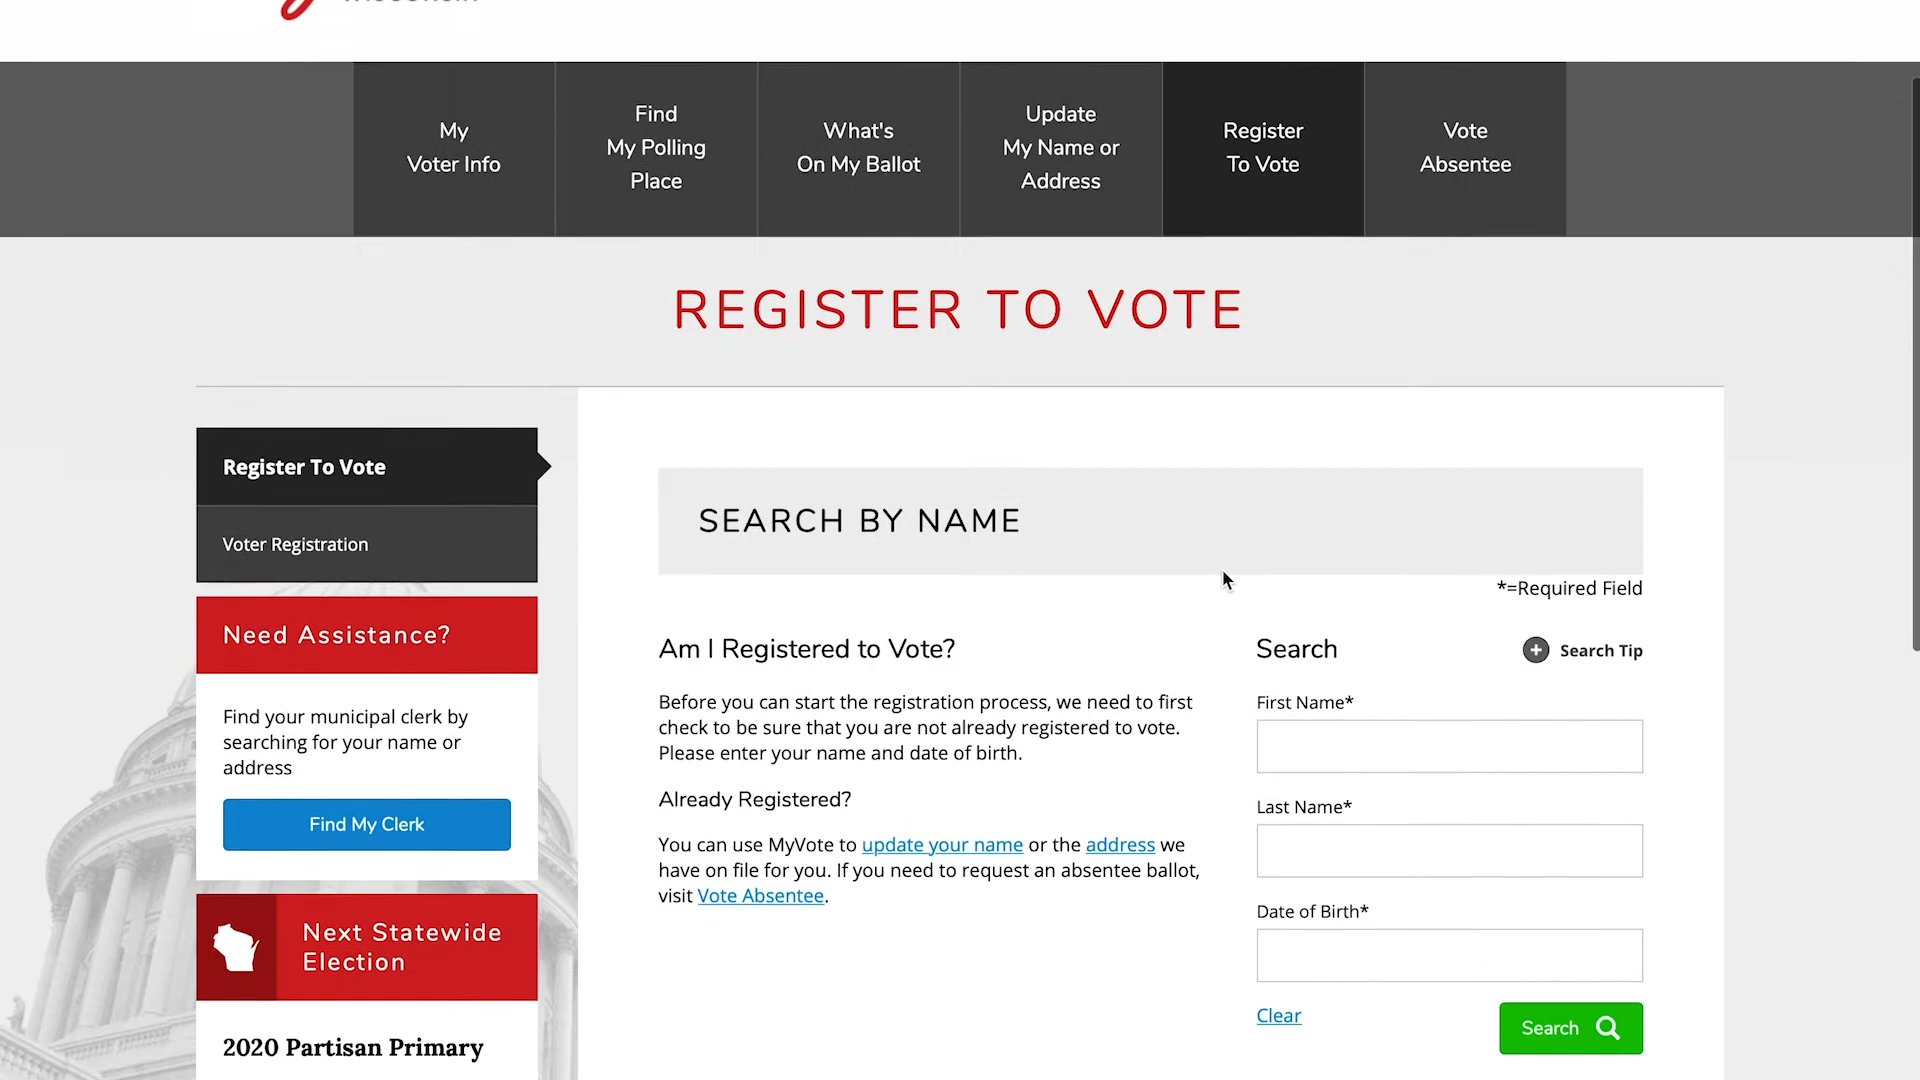 My
Voter Info
Find
My Polling
Place
What's
On My Ballot
Update
My Name or
Address
Register
To Vote
Vote
Absentee
REGISTER TO VOTE
Register To Vote
Voter Registration
Need Assistance?
Find your municipal clerk by
searching for your name or
address
Find My Clerk
Next Statewide
Election
2020 Partisan Primary
SEARCH BY NAME
*=Required Field
Am I Registered to Vote?
Before you can start the registration process, we need to first
check to be sure that you are not already registered to vote.
Please enter your name and date of birth.
Already Registered?
You can use MyVote to update your name or the address we
have on file for you. If you need to request an absentee ballot,
visit Vote Absentee.
Search
Search Tip
First Name*
Last Name*
Date of Birth*
Clear
Search